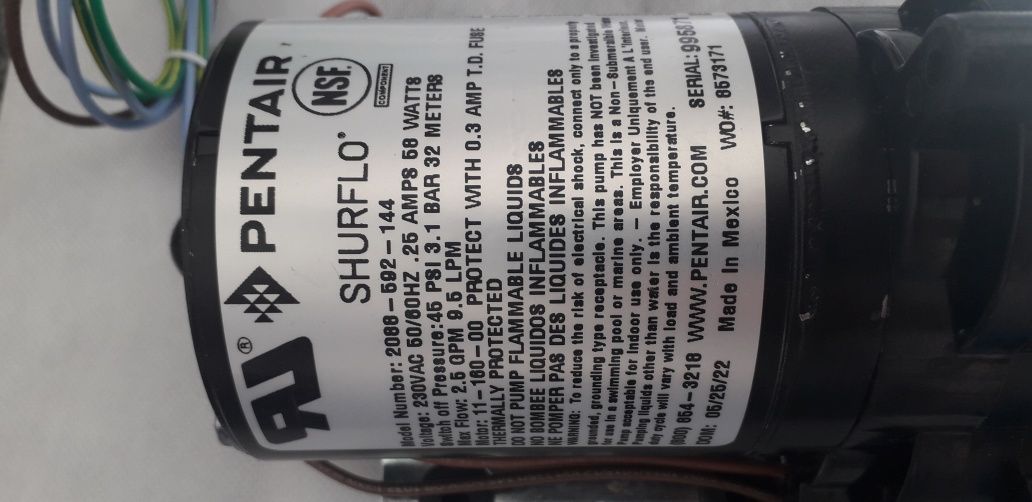 PENTAIR
NSF®
COMPONENT
SHURFLO®
Model Number: 2088-592-144
Voltage: 230VAC 50/60HZ .25 AMPS 58 WATTS
Switch off Pressure:45 PSI 3.1 BAR 32 METERS
Max Flow: 2.5 GPM 9.5 LPM
Motor: 11-160-00 PROTECT WITH 0.3 AMP T.D. FUSE
THERMALLY PROTECTED
DO NOT PUMP FLAMMABLE LIQUIDS
NO BOMBEE LIQUIDOS INFLAMMABLES
NE POMPER PAS DES LIQUIDES INFLAMMABLES
WARNING: To reduce the risk of electrical shock, connect only to a properly
grounded, grounding type receptacle. This pump has NOT been investigated
for use in a swimming pool or marine areas. This is a Non-Submersible
Pump acceptable for indoor use only. - Employer Uniquement A L'Interieur.
Pumping liquids other than water is the responsibility of the end user.
duty cycle will vary with load and ambient temperature.
(800) 854-3218 WWW.PENTAIR.COM SERIAL: 995871
DOM: 05/25/22 Made In Mexico WO#: 8573171